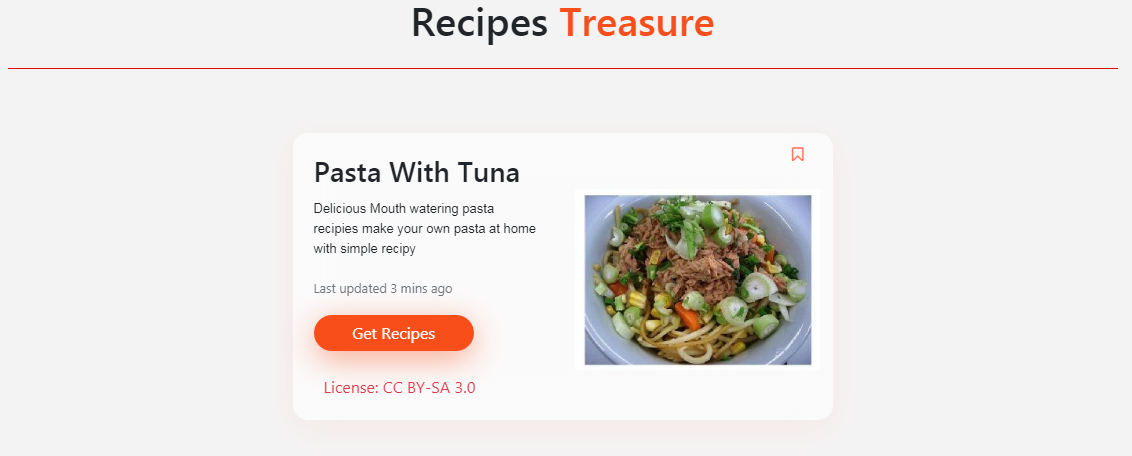 Recipes Treasure
Pasta With Tuna
Delicious Mouth watering pasta
recipies make your own pasta at home
with simple recipy
Last updated 3 mins ago
Get Recipes
License: CC BY-SA 3.0